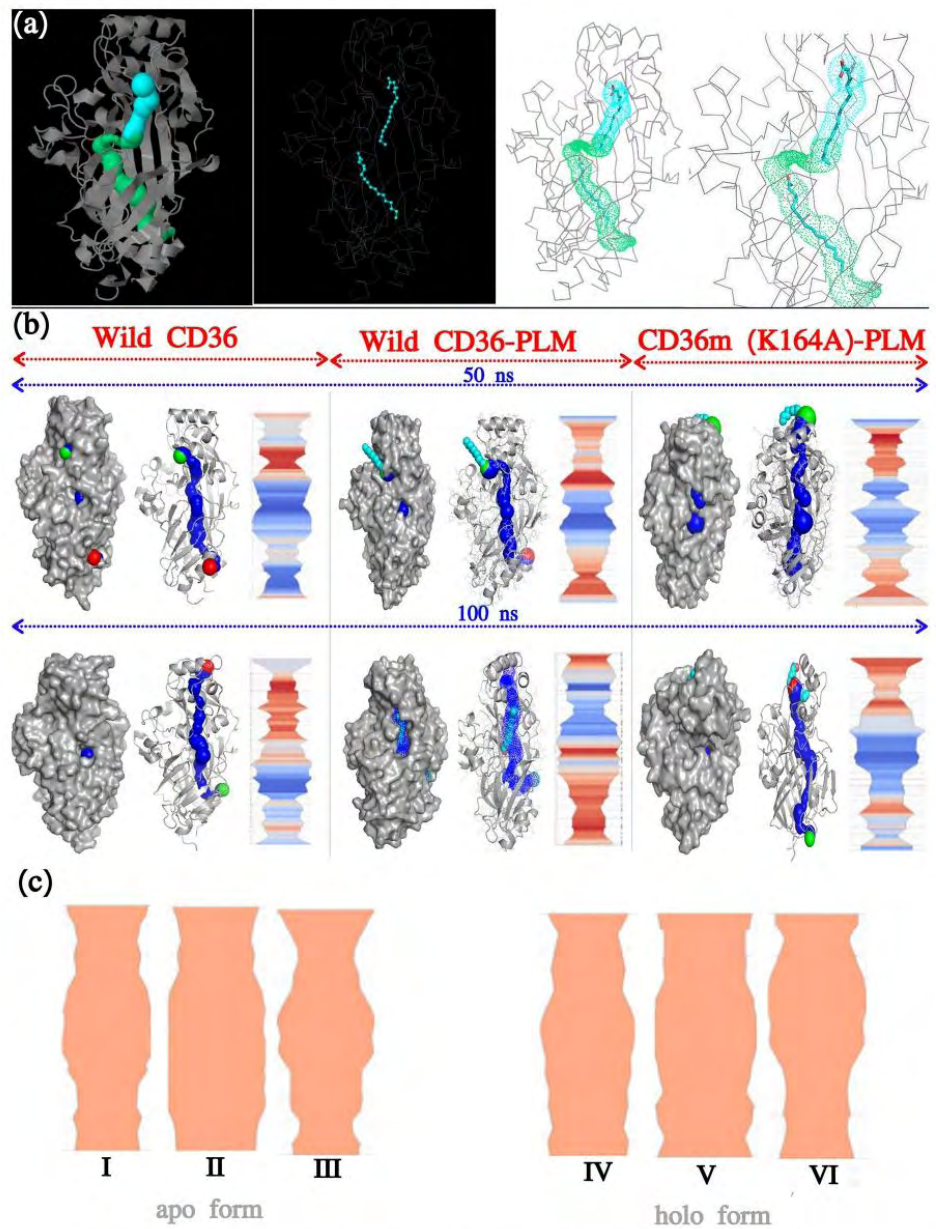 (a)
(b)
Wild CD36
Wild CD36-PLM
CD36m (K164A)-PLM
50 ns
100 ns
(c)
I
II
III
IV
V
VI
apo form
holo form